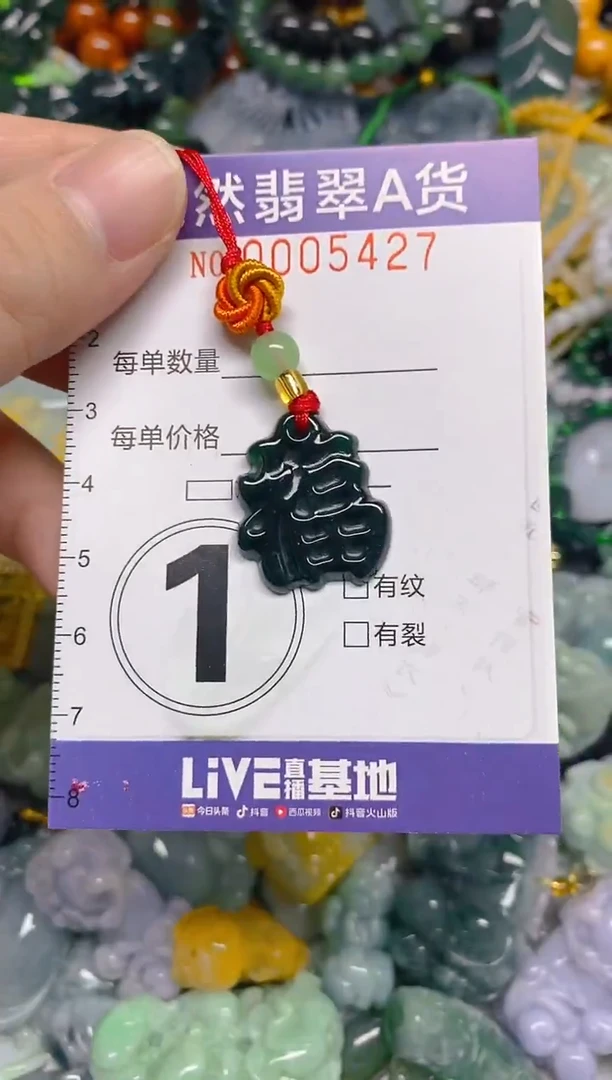 然翡翠A货
NO 0005427
2
每单数量
3
每单价格
4
福
5
1
有纹
6
有裂
7
LiVE直播基地
8
今日头条 抖音 西瓜视频 抖音火山版